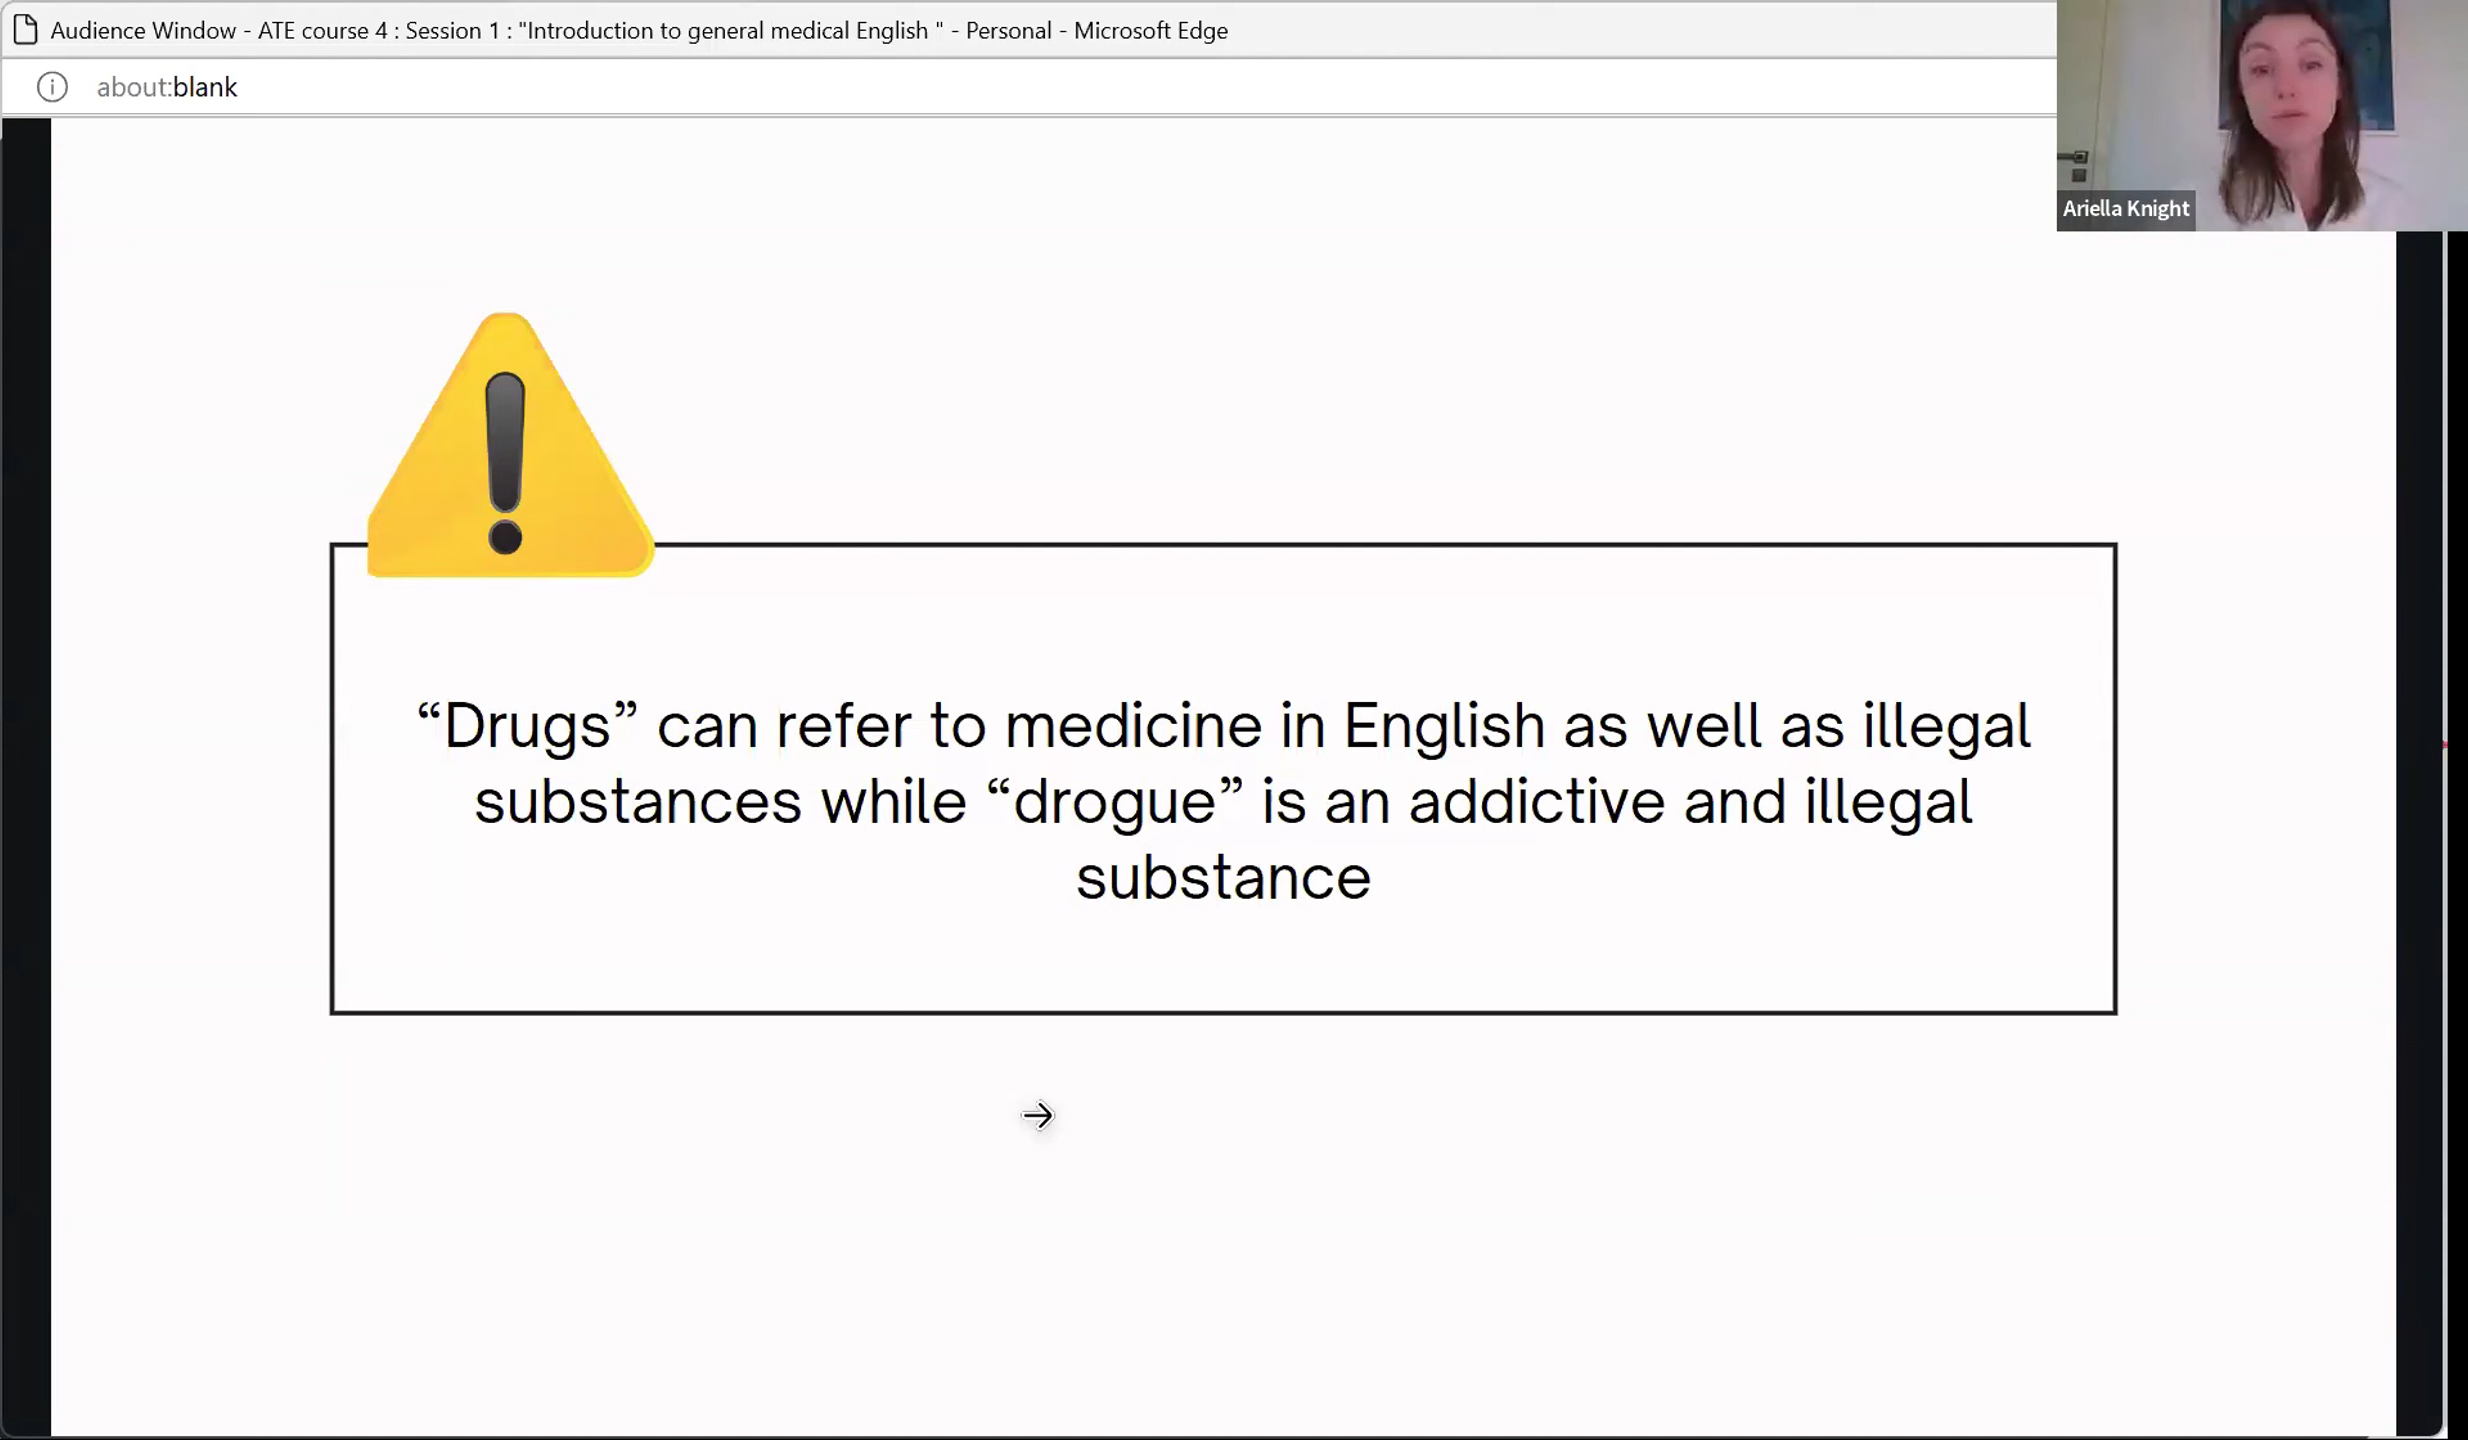 Audience Window - ATE course 4 : Session 1 : "Introduction to general medical English " - Personal - Microsoft Edge
about:blank
Ariella Knight
“Drugs” can refer to medicine in English as well as illegal
substances while “drogue” is an addictive and illegal
substance